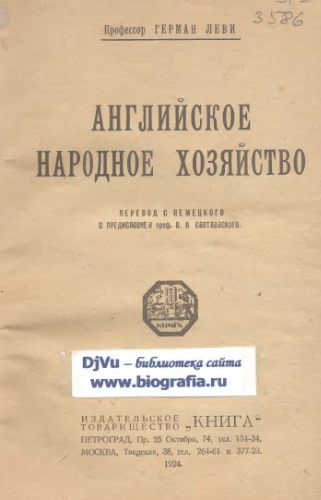 3586
Профессор ГЕРМАН ЛЕВИ
АНГЛИЙСКОЕ
НАРОДНОЕ ХОЗЯЙСТВО
ПЕРЕВОД С НЕМЕЦКОГО
С ПРЕДИСЛОВИЕМ проф. В. В. СВЯТЛОВСКОГО.
КНИГА
DjVu – библиотека сайта
www.biografia.ru
ИЗДАТЕЛЬСКОЕ
ТОВАРИЩЕСТВО „КНИГА“
ПЕТРОГРАД, Пр. 25 Октября, 74, тел. 134-34,
МОСКВА, Тверская, 38, тел. 264-61 и 377-23.
1924.